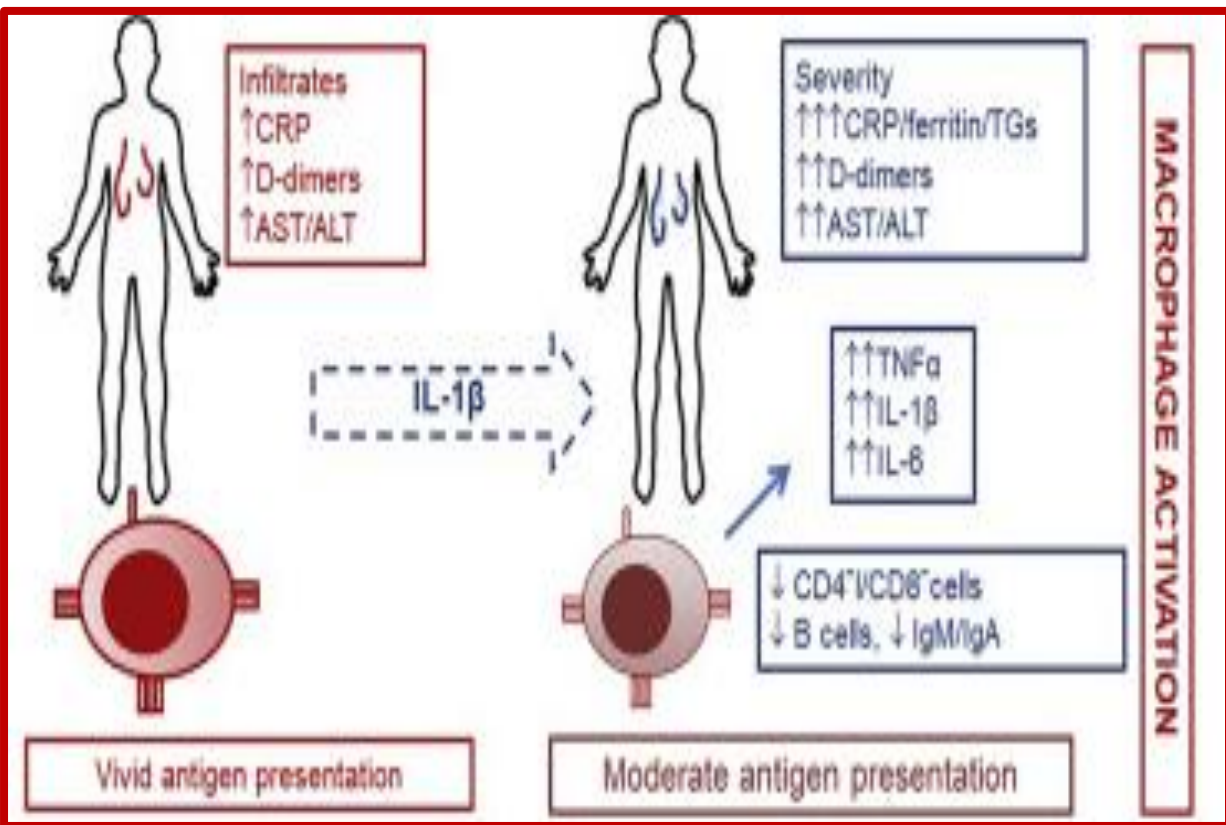 Infiltrates
↑CRP
↑D-dimers
↑AST/ALT
Severity
↑↑↑CRP/ferritin/TGs
↑↑D-dimers
↑↑AST/ALT
IL-1β
↑↑TNFα
↑↑IL-1β
↑↑IL-6
↓ CD4⁻l/CD8⁻cells
↓ B cells, ↓ IgM/IgA
Vivid antigen presentation
Moderate antigen presentation
MACROPHAGE ACTIVATION